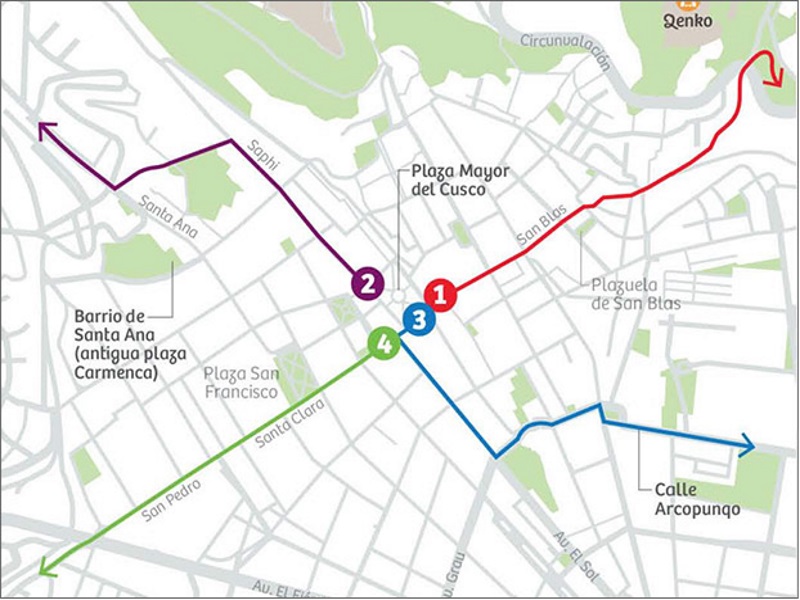 Qenko
Circunvalación
Saphi
Plaza Mayor
del Cusco
Santa Ana
San Blas
2
1
3
4
Plazuela
de San Blas
Barrio de
Santa Ana
(antigua plaza
Carmenca)
Plaza San
Francisco
Santa Clara
San Pedro
Calle
Arcopunqo
Av. El Sol
Grau
Av. El